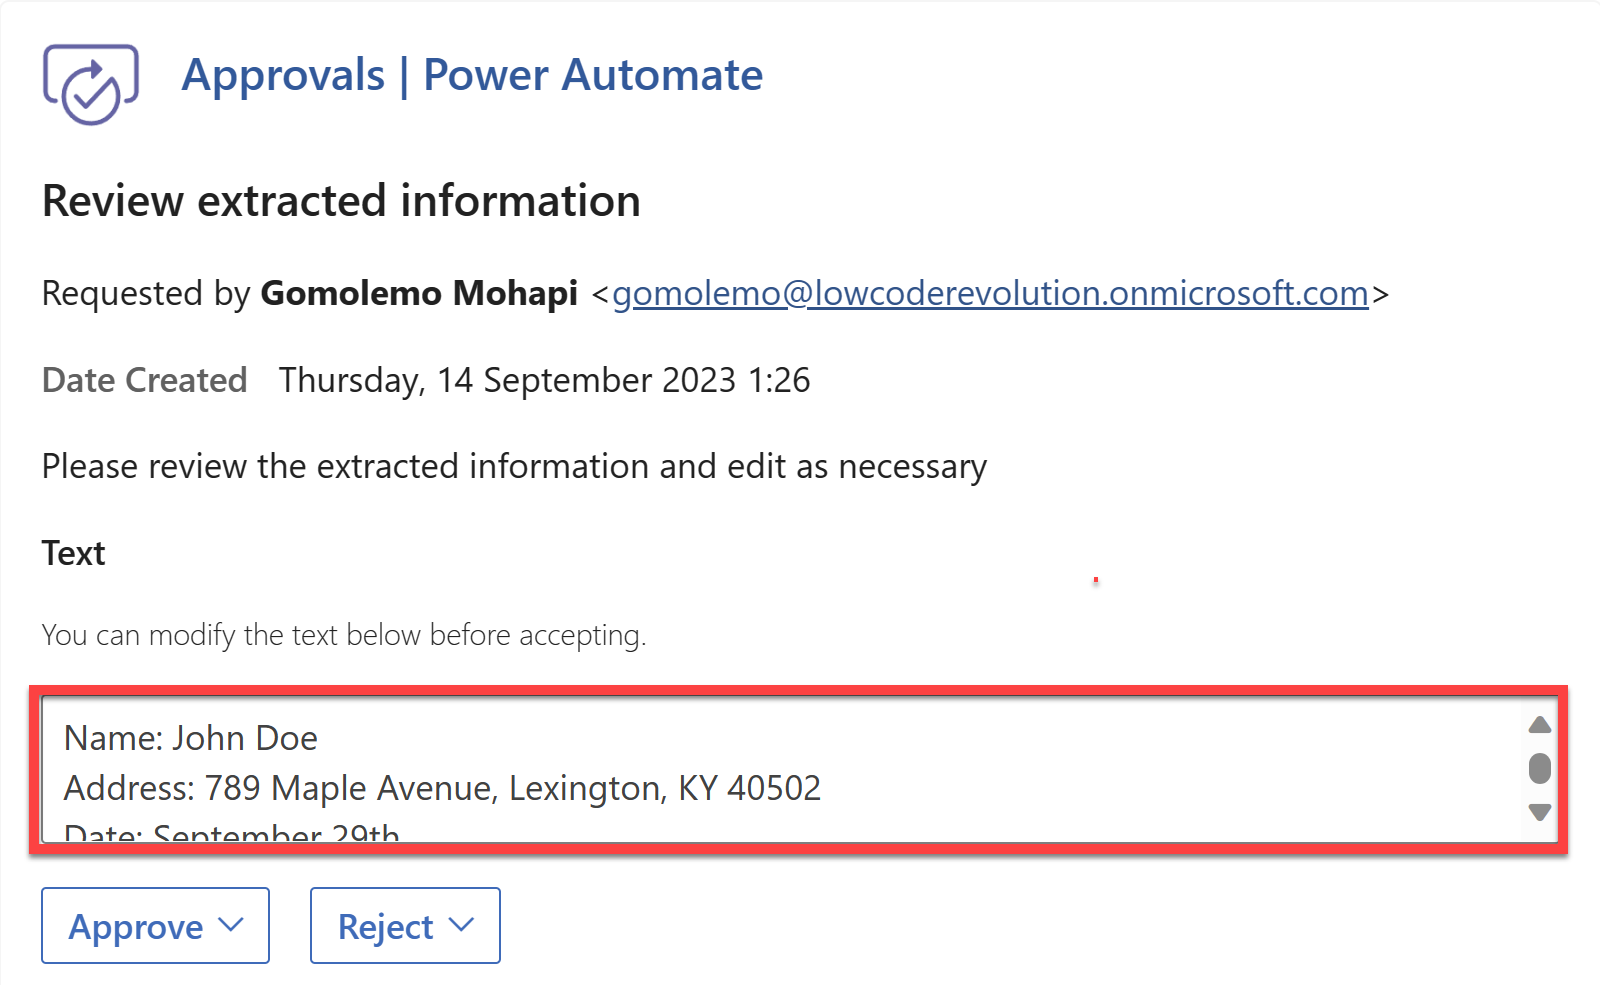 Approvals | Power Automate
Review extracted information
Requested by Gomolemo Mohapi <gomolemo@lowcoderevolution.onmicrosoft.com>
Date Created Thursday, 14 September 2023 1:26
Please review the extracted information and edit as necessary
Text
You can modify the text below before accepting.
Name: John Doe
Address: 789 Maple Avenue, Lexington, KY 40502
Date: September 29th
Approve
Reject